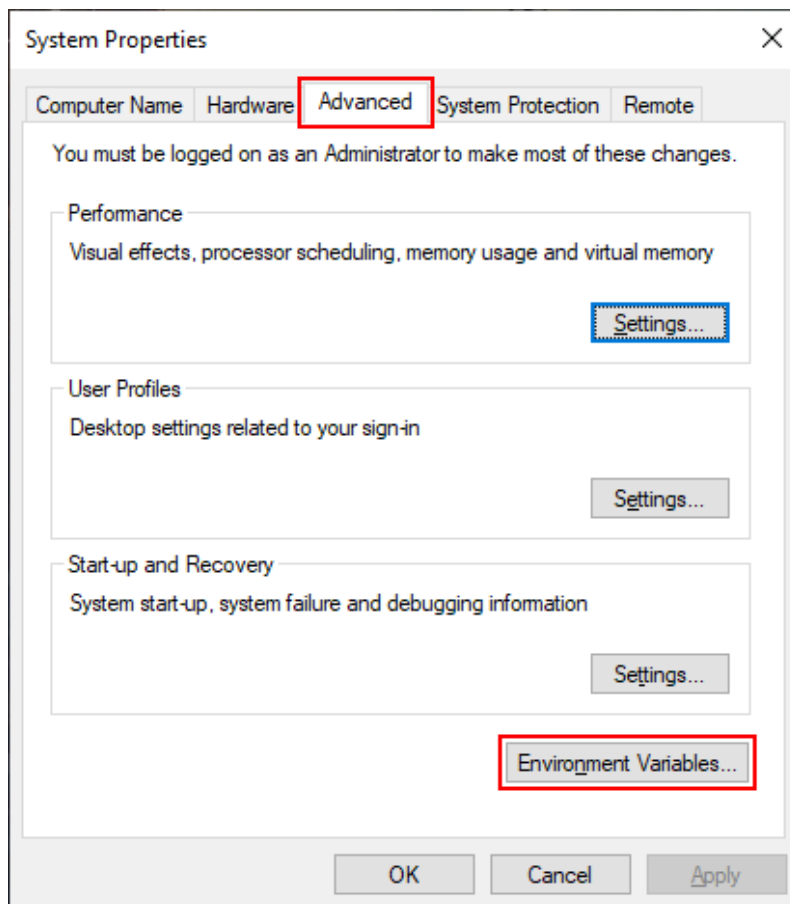 System Properties
Computer Name Hardware Advanced System Protection Remote
You must be logged on as an Administrator to make most of these changes.
Performance
Visual effects, processor scheduling, memory usage and virtual memory
Settings...
User Profiles
Desktop settings related to your sign-in
Settings...
Start-up and Recovery
System start-up, system failure and debugging information
Settings...
Environment Variables...
OK Cancel Apply